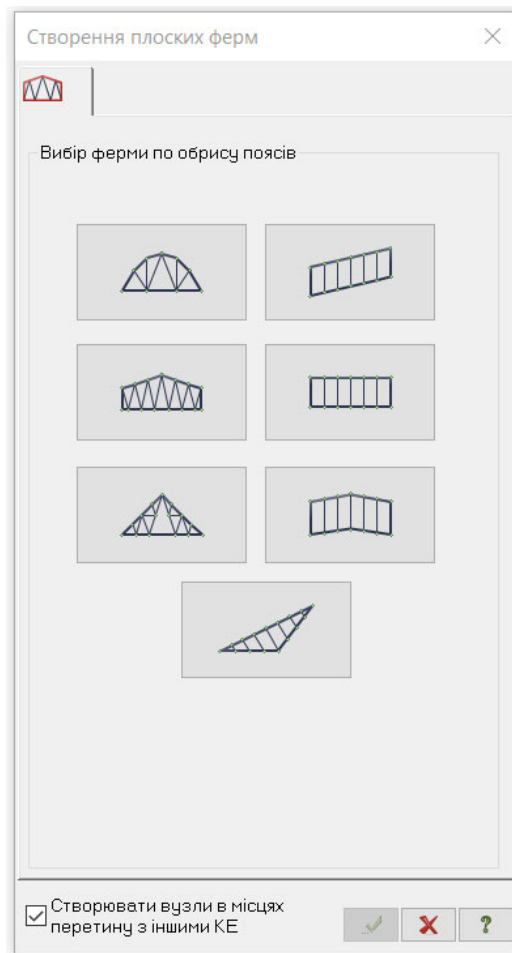 Створення плоских ферм
Вибір ферми по обрису поясів
Створювати вузли в місцях
перетину з іншими КЕ
?